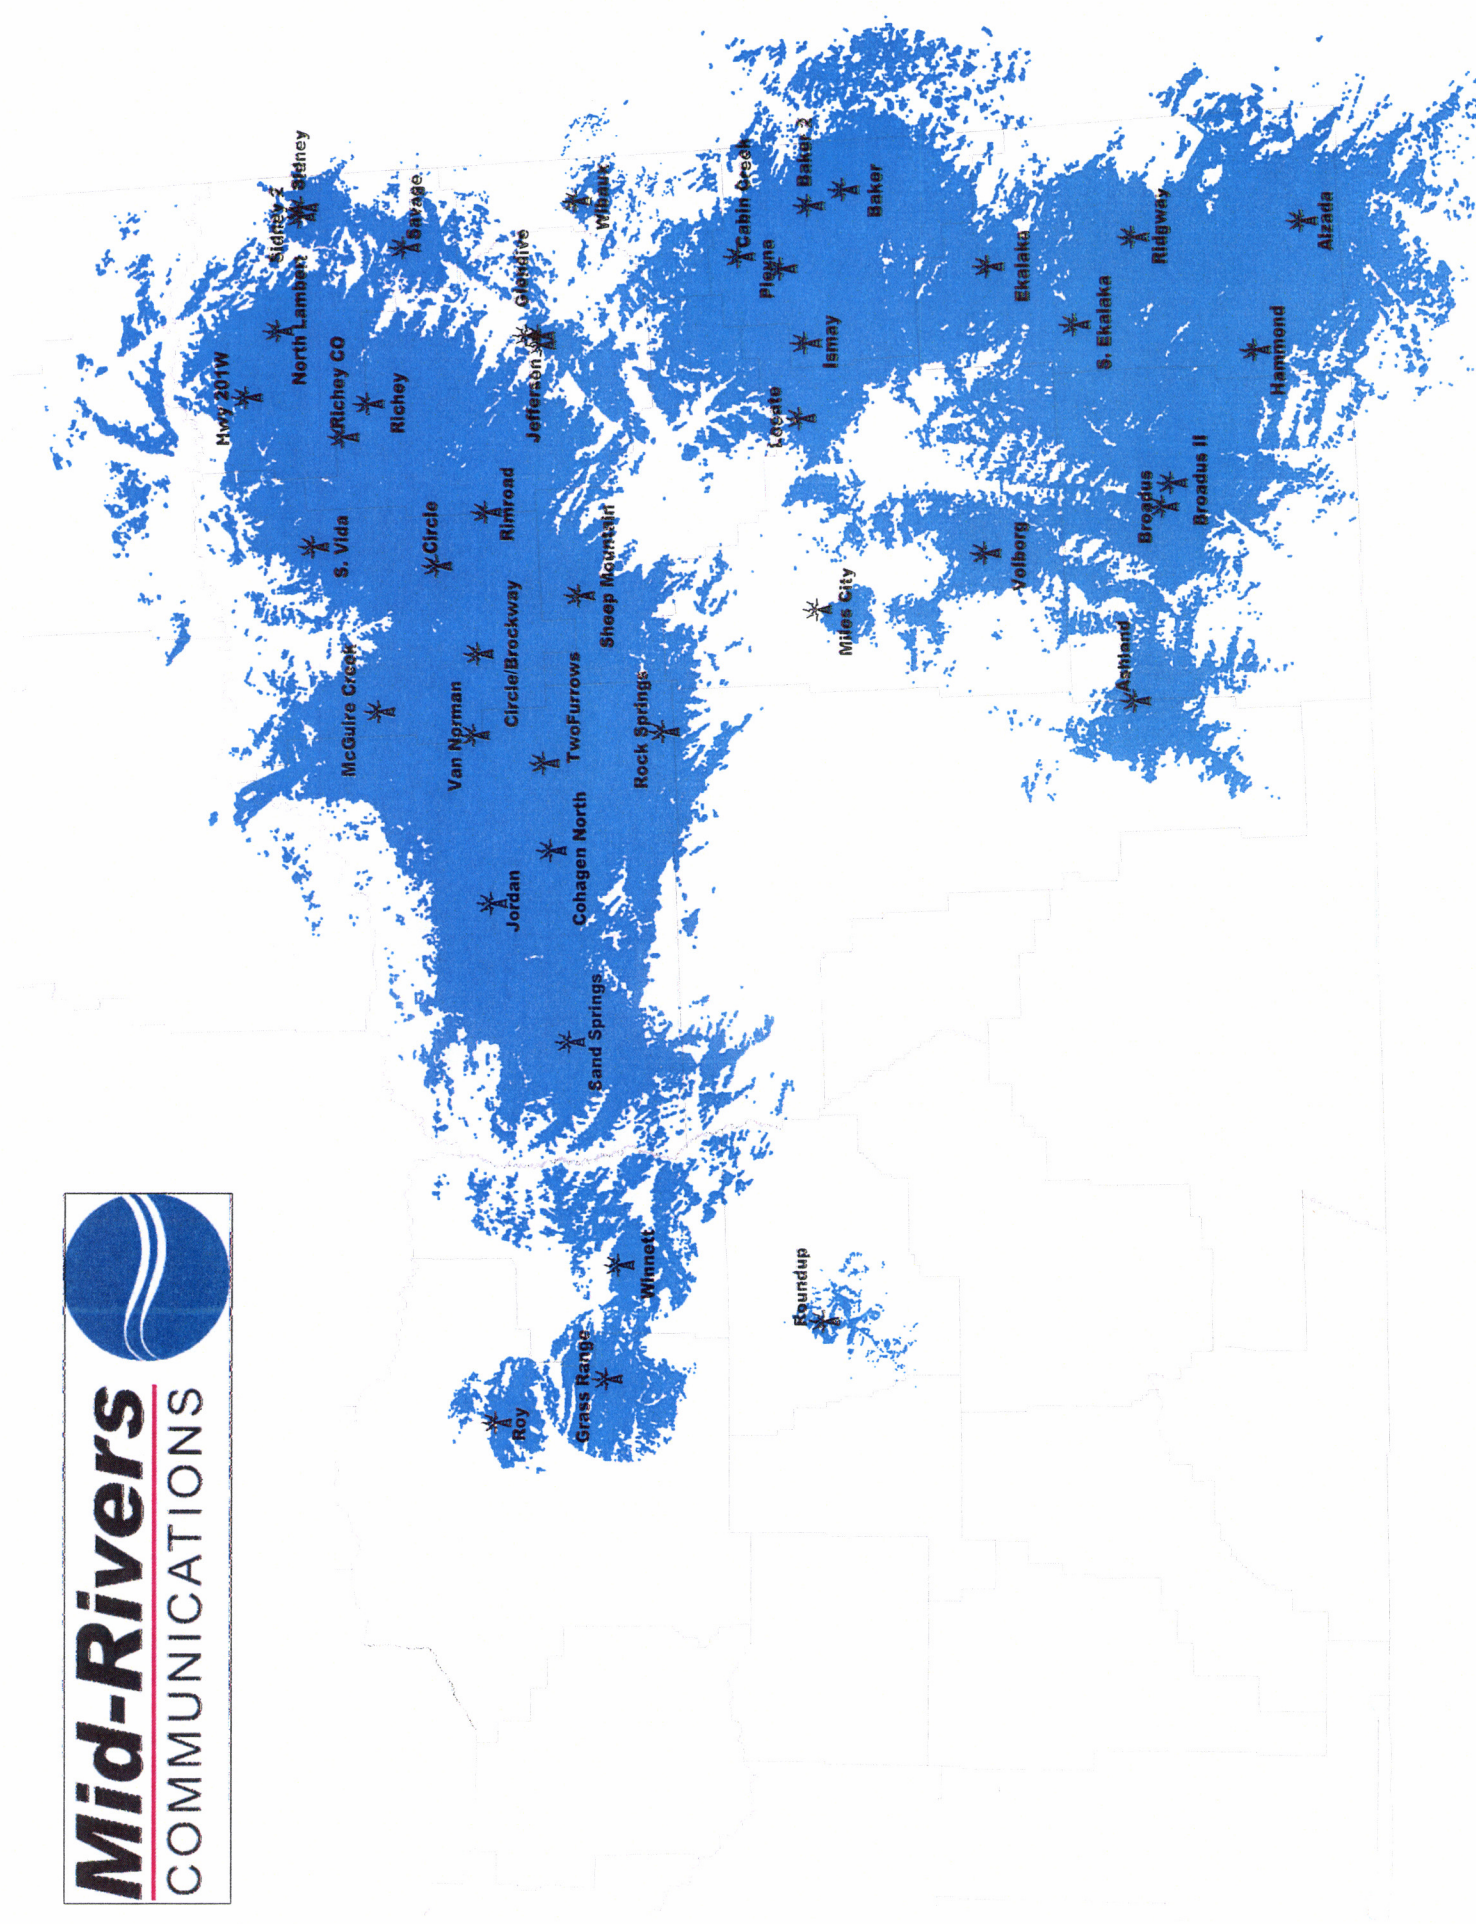 Mid-Rivers
COMMUNICATIONS
Hwy 201W
Sidney 2
Sidney
North Lambert
Richey CO
Richey
Savage
S. Vida
McGuire Creek
Circle
Rimroad
Glendive
Jefferson
Wibaux
Van Norman
Circle/Brockway
Jordan
TwoFurrows
Sheep Mountain
Cohagen North
Rock Springs
Sand Springs
Roy
Grass Range
Winnett
Roundup
Cabin Creek
Plevna
Baker 2
Baker
Ismay
Locate
Miles City
Ekalaka
Volborg
S. Ekalaka
Ridgway
Broadus
Broadus II
Ashland
Hammond
Alzada